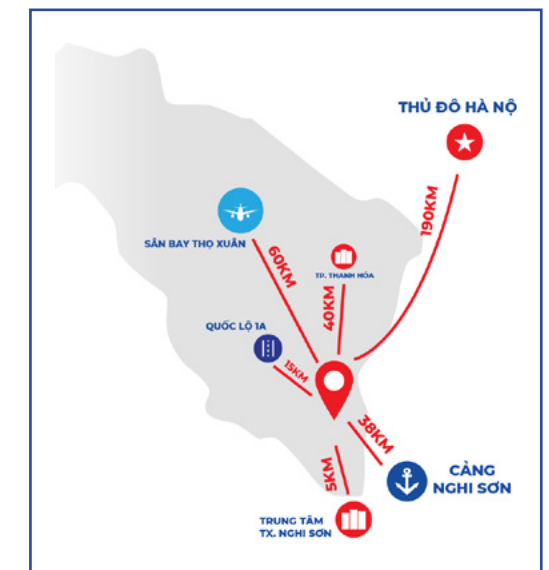 THỦ ĐÔ HÀ NỘ
190KM
SÂN BAY THỌ XUÂN
60KM
TP. THANH HÓA
40KM
QUỐC LỘ 1A
15KM
38KM
CẢNG
NGHI SƠN
5KM
TRUNG TÂM
TX. NGHI SƠN